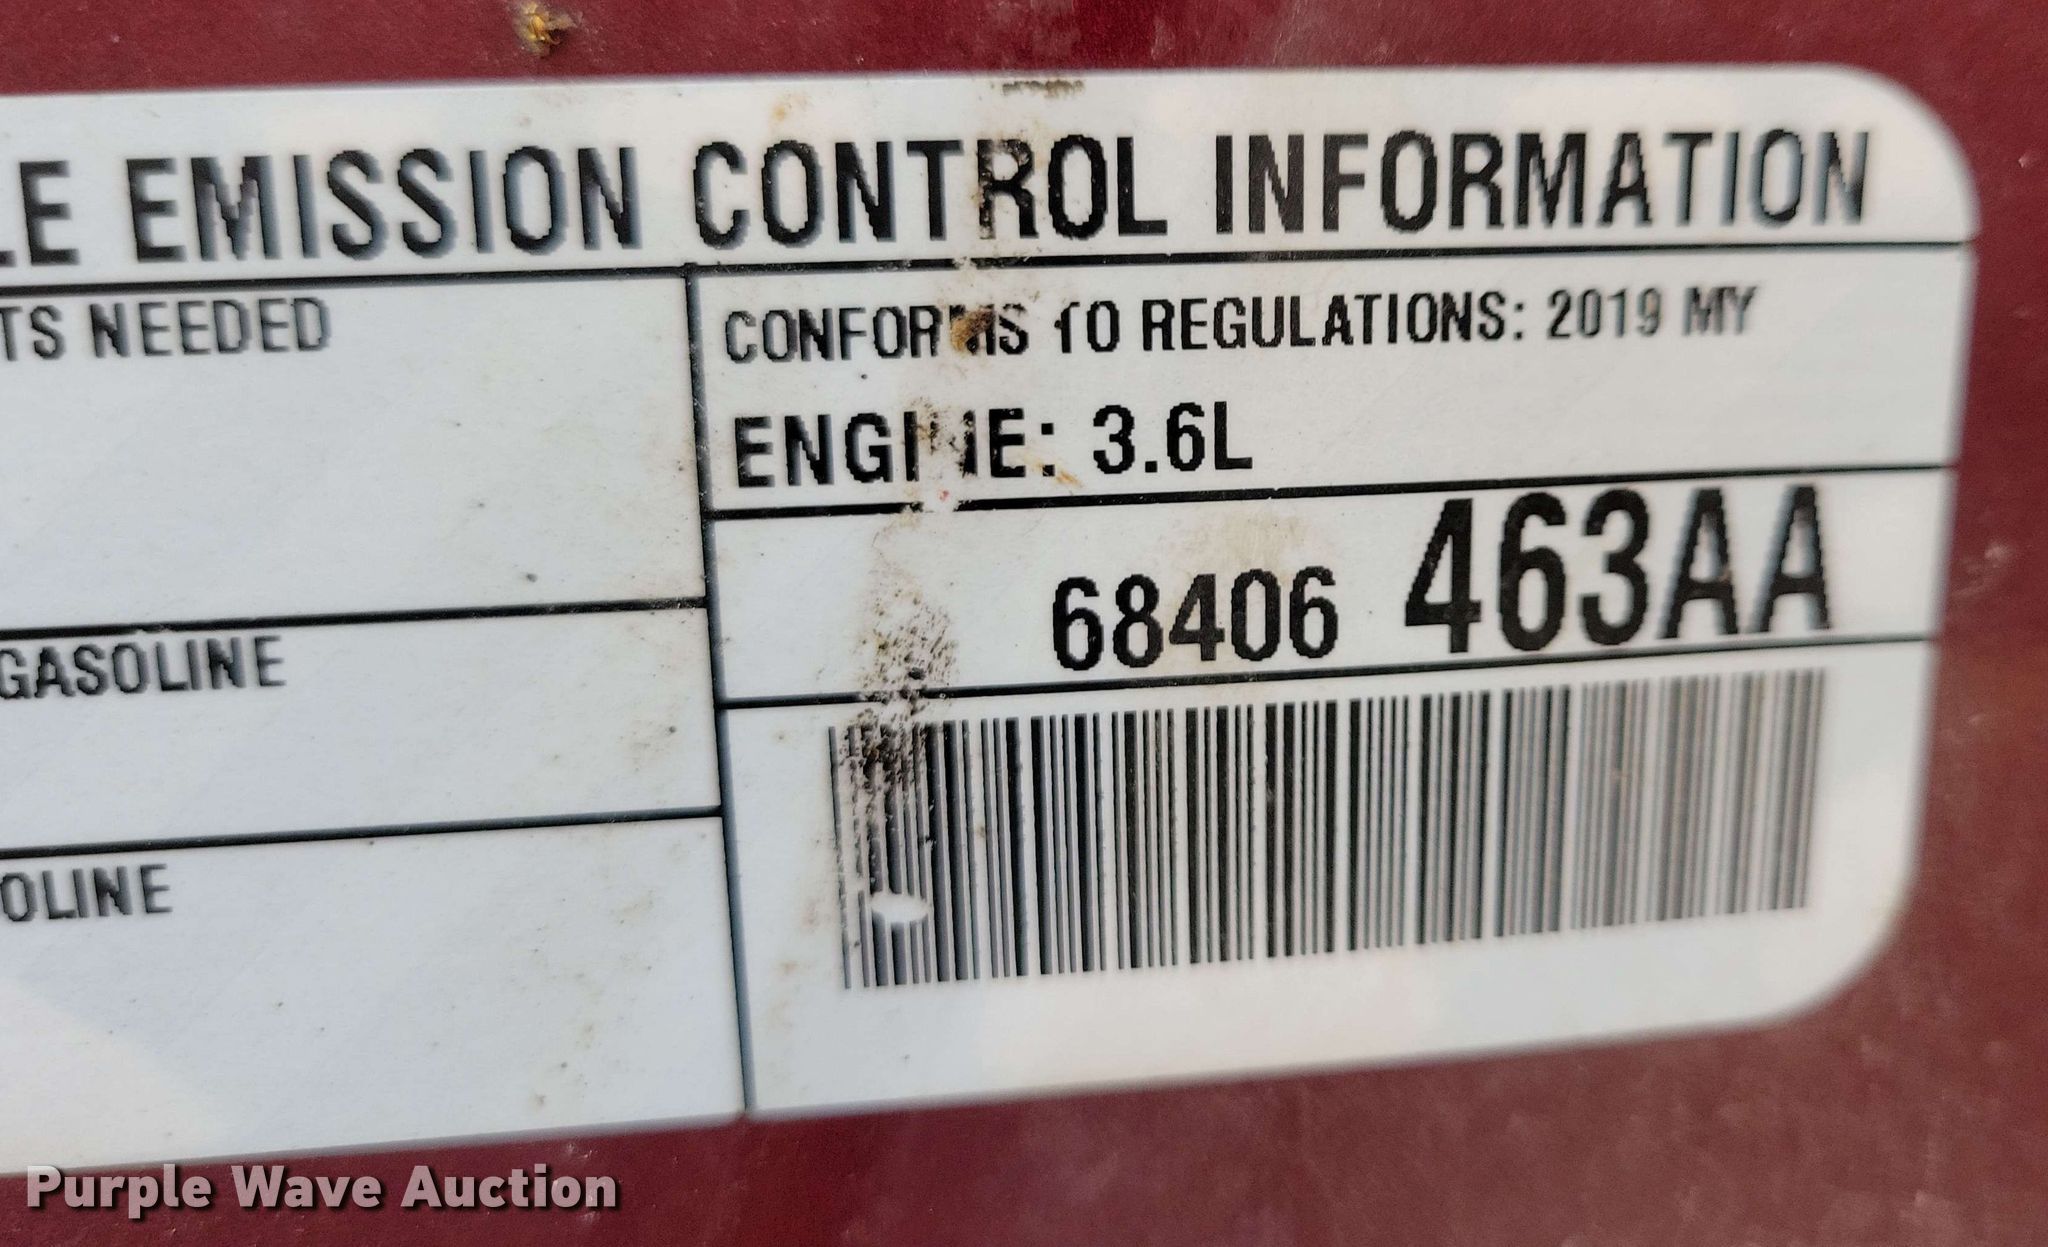 LE EMISSION CONTROL INFORMATION
TS NEEDED
CONFORMS TO REGULATIONS: 2019 MY
ENGINE: 3.6L
68406 463AA
GASOLINE
OLINE
Purple Wave Auction